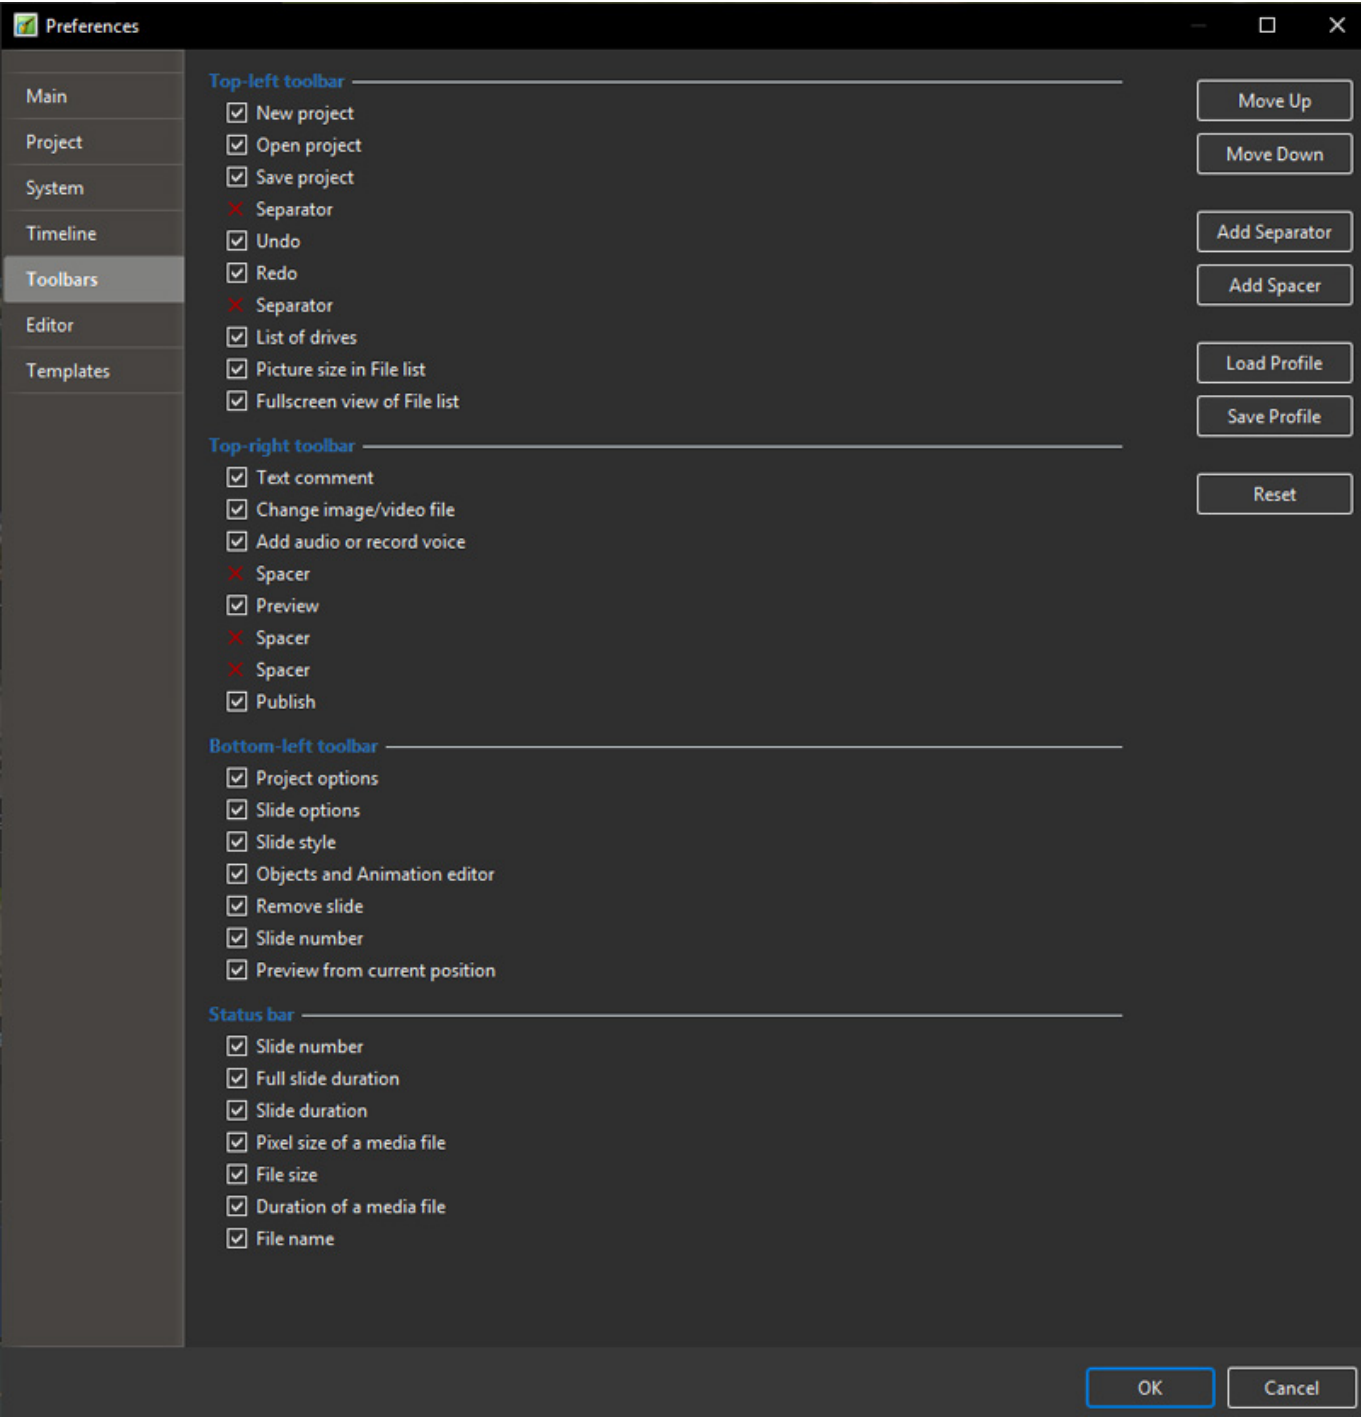 Preferences
Main
Project
System
Timeline
Toolbars
Editor
Templates
Top-left toolbar
New project
Open project
Save project
Separator
Undo
Redo
Separator
List of drives
Picture size in File list
Fullscreen view of File list
Top-right toolbar
Text comment
Change image/video file
Add audio or record voice
Spacer
Preview
Spacer
Spacer
Publish
Bottom-left toolbar
Project options
Slide options
Slide style
Objects and Animation editor
Remove slide
Slide number
Preview from current position
Status bar
Slide number
Full slide duration
Slide duration
Pixel size of a media file
File size
Duration of a media file
File name
Move Up
Move Down
Add Separator
Add Spacer
Load Profile
Save Profile
Reset
OK
Cancel